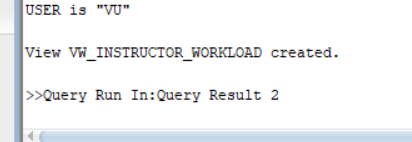 USER is "VU"
View VW_INSTRUCTOR_WORKLOAD created.
>>Query Run In:Query Result 2